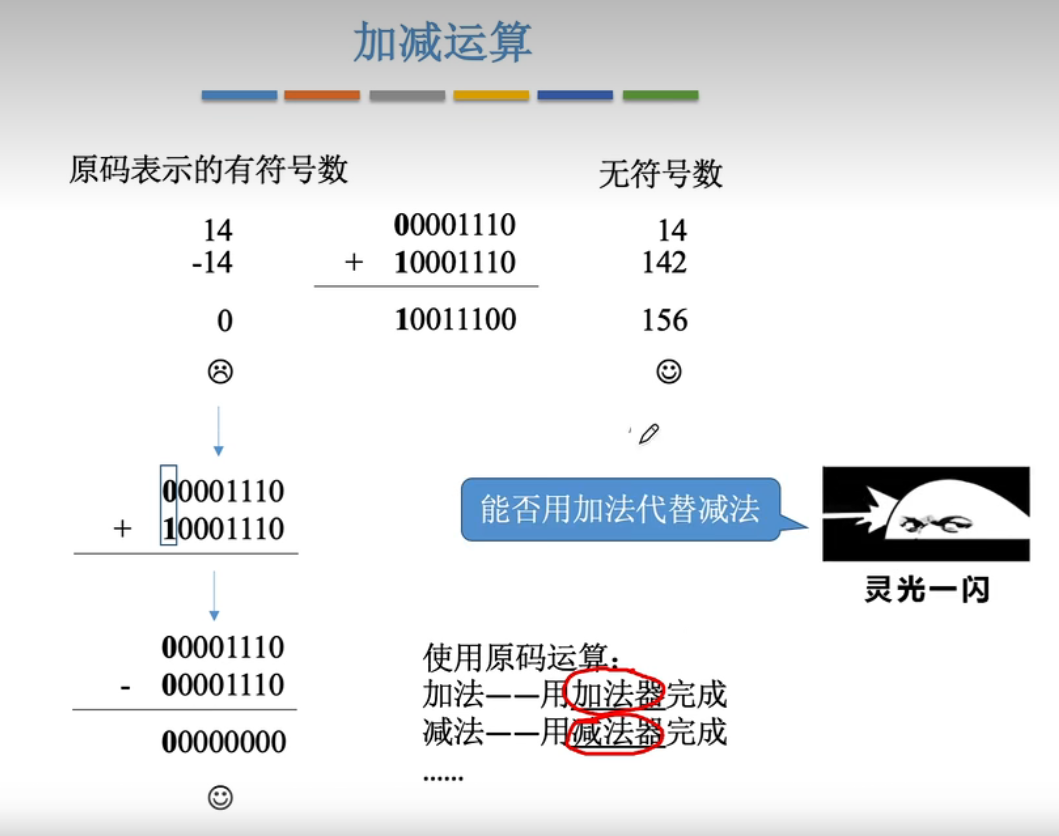 加减运算
原码表示的有符号数
无符号数
14 00001110 14
-14 + 10001110 142
0 10011100 156
00001110
+ 10001110
能否用加法代替减法
灵光一闪
00001110
- 00001110
00000000
使用原码运算：
加法——用加法器完成
减法——用减法器完成
......